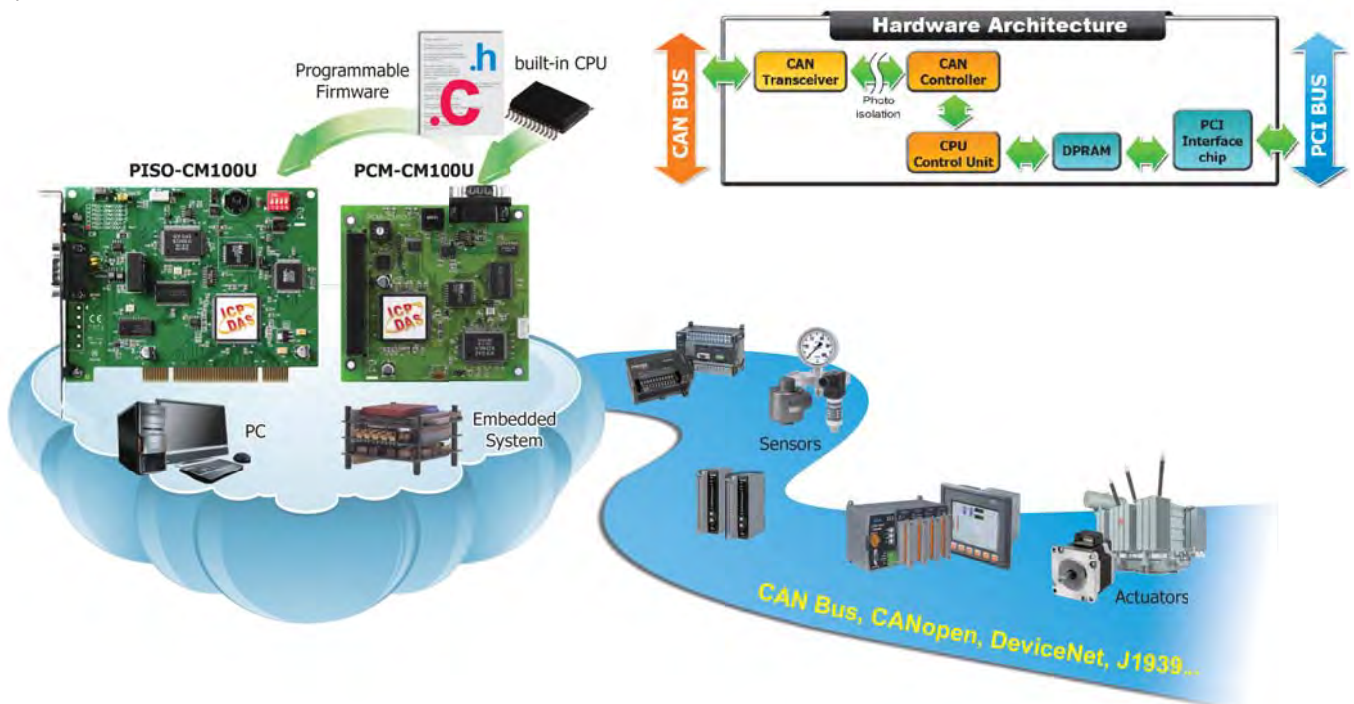 Hardware Architecture
CAN BUS
CAN
Transceiver
Photo
isolation
CAN
Controller
CPU
Control Unit
DPRAM
PCI
Interface
chip
PCI BUS
Programmable
Firmware
.h
.C
built-in CPU
PISO-CM100U
PCM-CM100U
ICP
DAS
ICP
DAS
PC
Embedded
System
Sensors
Actuators
CAN Bus, CANopen, DeviceNet, J1939...